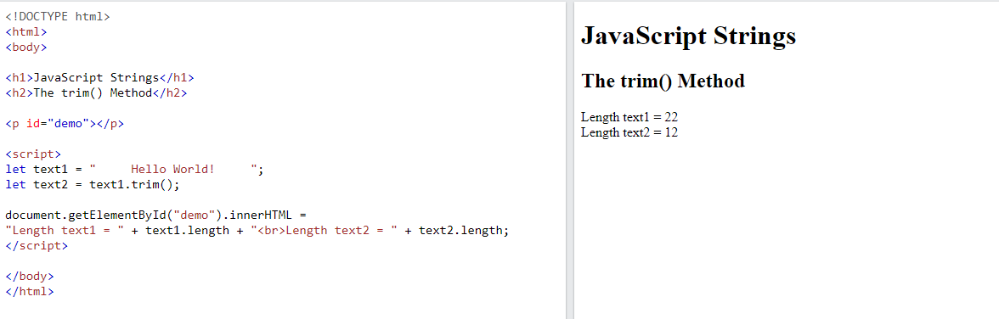 <!DOCTYPE html>
<html>
<body>
<h1>JavaScript Strings</h1>
<h2>The trim() Method</h2>
<p id="demo"></p>
<script>
let text1 = "     Hello World!     ";
let text2 = text1.trim();
document.getElementById("demo").innerHTML =
"Length text1 = " + text1.length + "<br>Length text2 = " + text2.length;
</script>
</body>
</html>
JavaScript Strings
The trim() Method
Length text1 = 22
Length text2 = 12